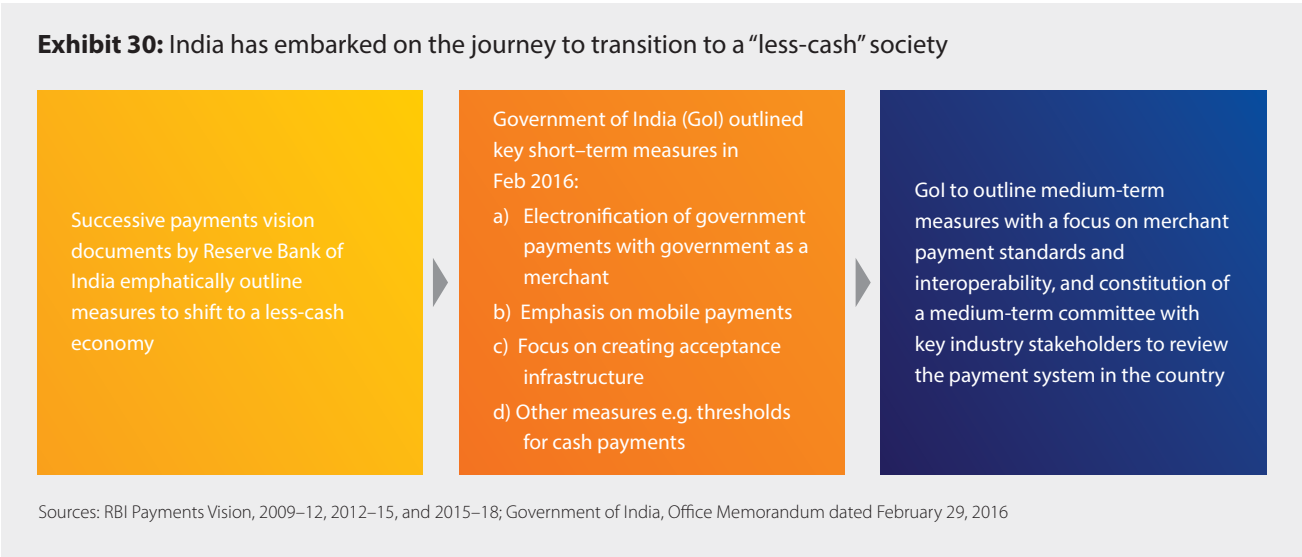 Exhibit 30: India has embarked on the journey to transition to a “less-cash” society
Successive payments vision
documents by Reserve Bank of
India emphatically outline
measures to shift to a less-cash
economy
Government of India (GoI) outlined
key short–term measures in
Feb 2016:
a) Electronification of government
payments with government as a
merchant
b) Emphasis on mobile payments
c) Focus on creating acceptance
infrastructure
d) Other measures e.g. thresholds
for cash payments
GoI to outline medium-term
measures with a focus on merchant
payment standards and
interoperability, and constitution of
a medium-term committee with
key industry stakeholders to review
the payment system in the country
Sources: RBI Payments Vision, 2009–12, 2012–15, and 2015–18; Government of India, Office Memorandum dated February 29, 2016